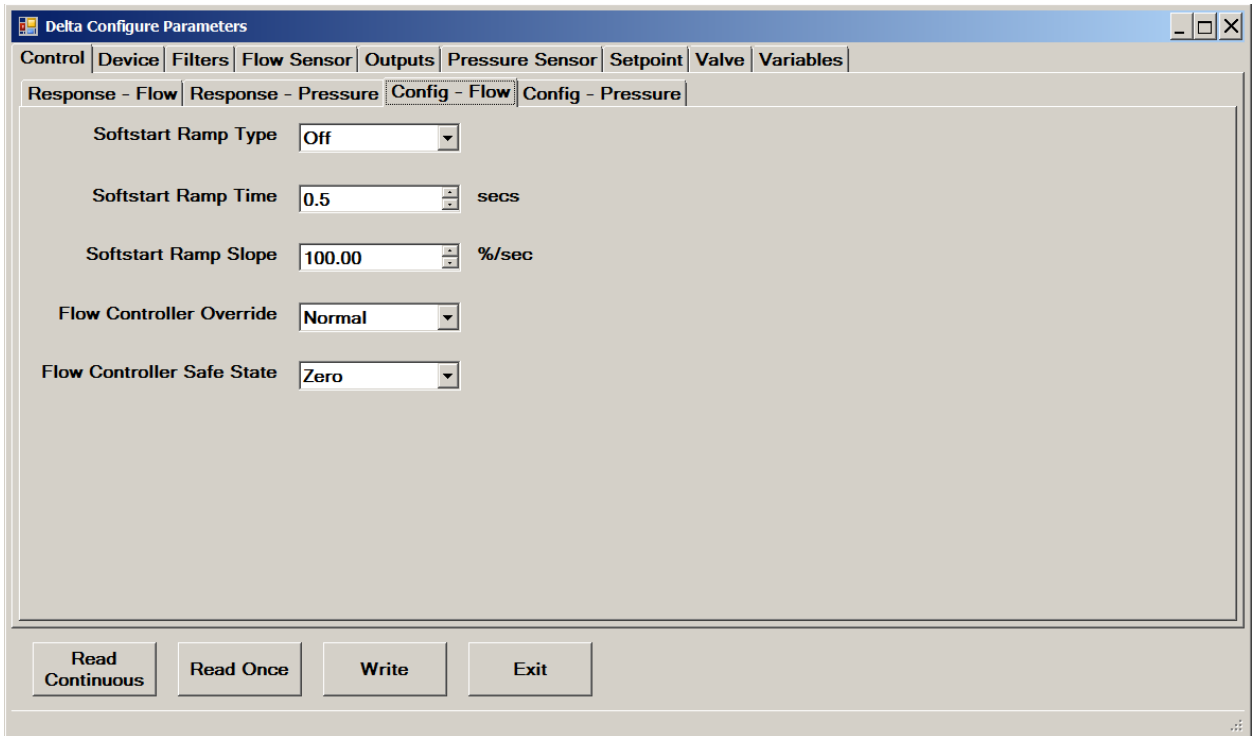 Delta Configure Parameters
Control Device Filters Flow Sensor Outputs Pressure Sensor Setpoint Valve Variables
Response - Flow Response - Pressure Config - Flow Config - Pressure
Softstart Ramp Type Off
Softstart Ramp Time 0.5 secs
Softstart Ramp Slope 100.00 %/sec
Flow Controller Override Normal
Flow Controller Safe State Zero
Read
Continuous
Read Once
Write
Exit